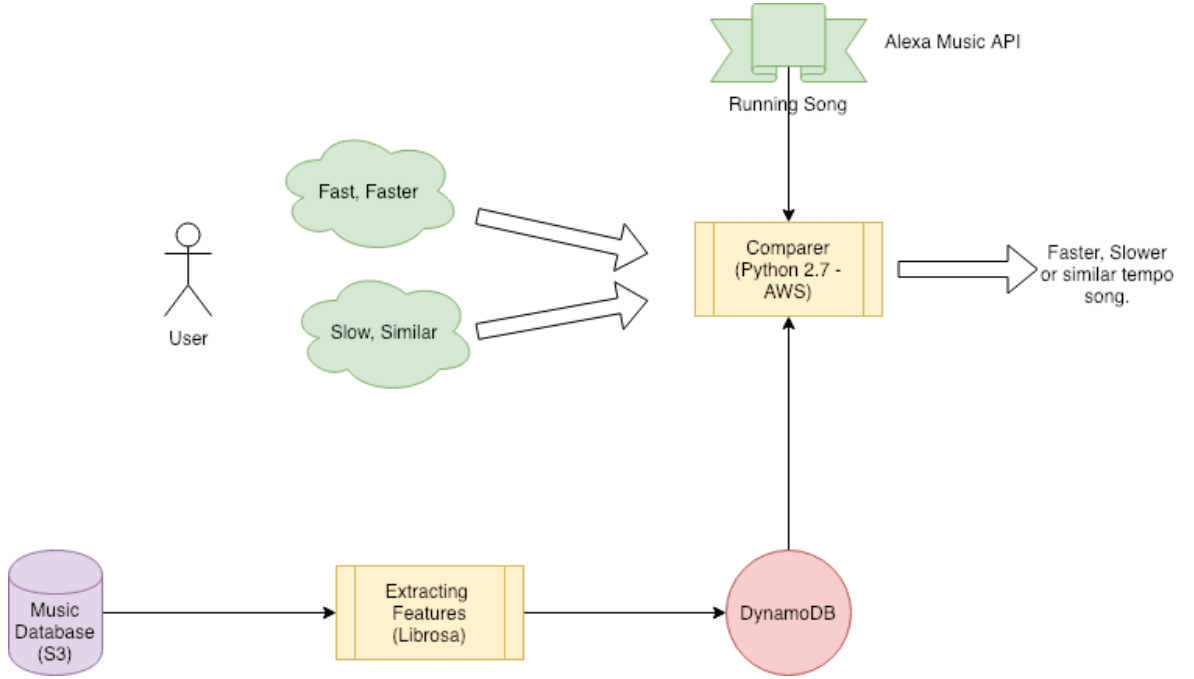 Alexa Music API
Running Song
Fast, Faster
Slow, Similar
User
Comparer
(Python 2.7 -
AWS)
Faster, Slower
or similar tempo
song.
Music
Database
(S3)
Extracting
Features
(Librosa)
DynamoDB